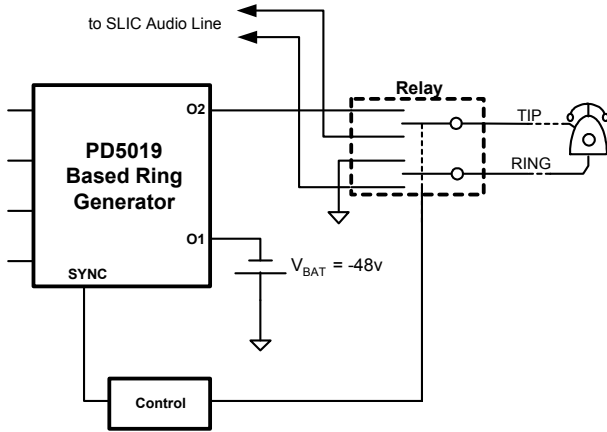 to SLIC Audio Line
Relay
O2
TIP
PD5019
Based Ring
Generator
RING
O1
V_BAT = -48v
SYNC
Control